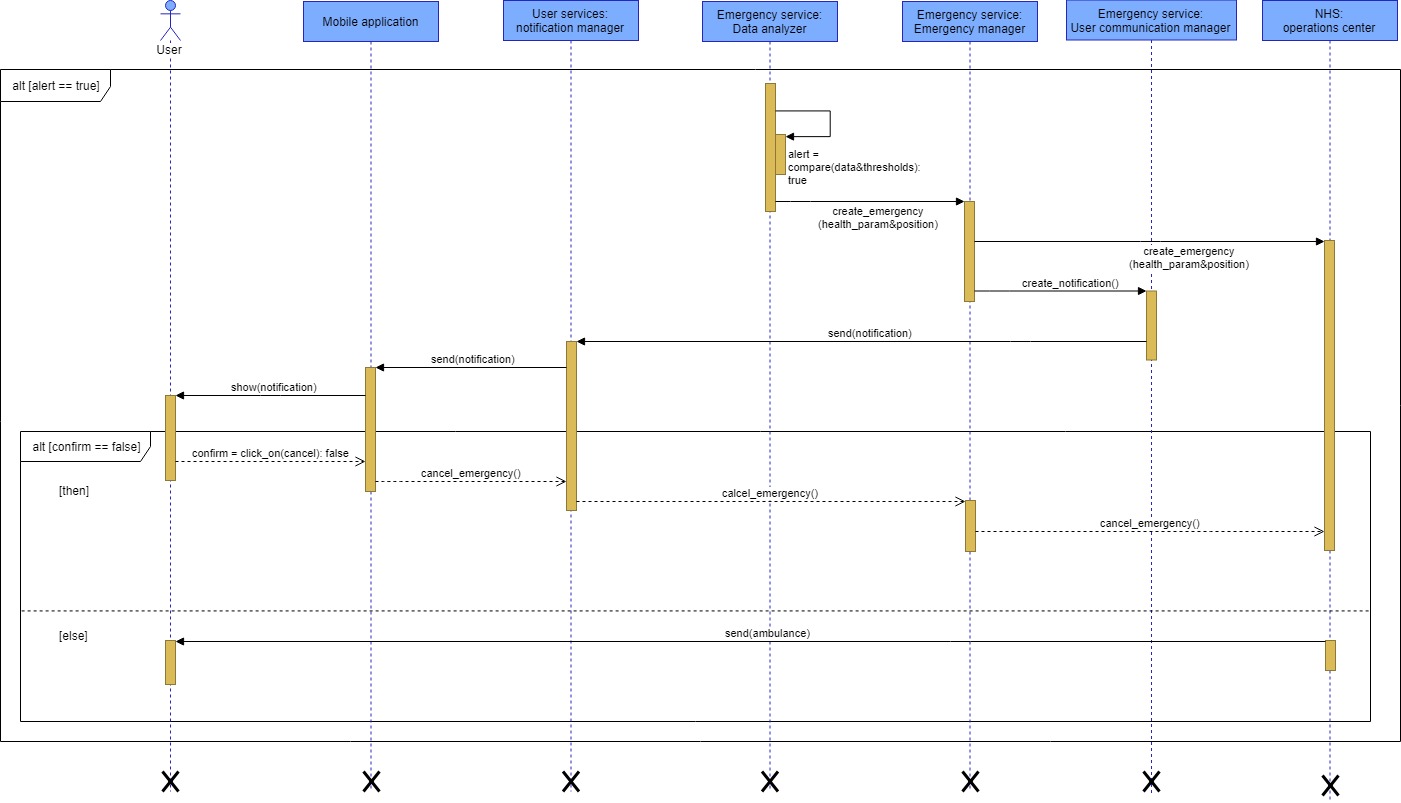 User
Mobile application
User services:
notification manager
Emergency service:
Data analyzer
Emergency service:
Emergency manager
Emergency service:
User communication manager
NHS:
operations center
alt [alert == true]
alert =
compare(data&thresholds):
true
create_emergency
(health_param&position)
create_emergency
(health_param&position)
create_notification()
send(notification)
send(notification)
show(notification)
alt [confirm == false]
confirm = click_on(cancel): false
cancel_emergency()
[then]
calcel_emergency()
cancel_emergency()
[else]
send(ambulance)